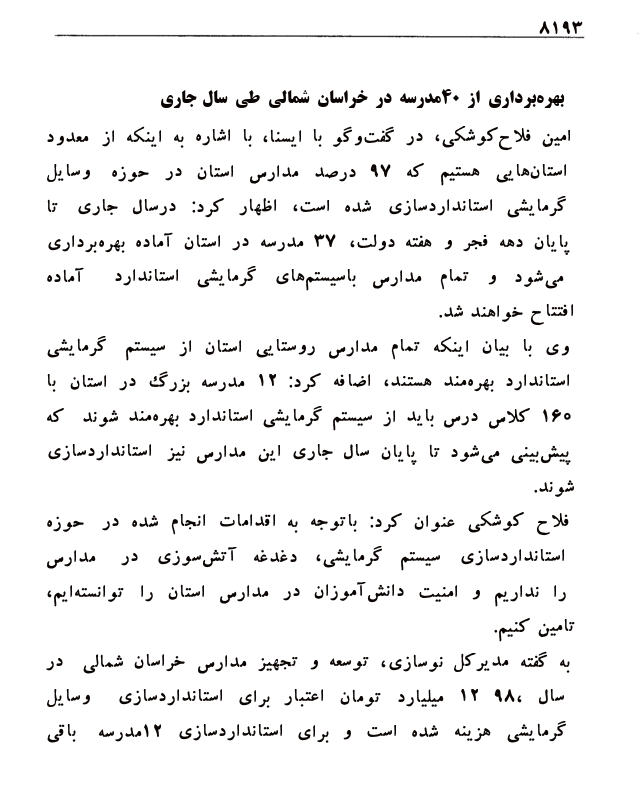 ۸۱۹۳
بهره‌برداری از ۴۰مدرسه در خراسان شمالی طی سال جاری
امین فلاح‌کوشکی، در گفت‌وگو با ایسنا، با اشاره به اینکه از معدود
استان‌هایی هستیم که ۹۷ درصد مدارس استان در حوزه وسایل
گرمایشی استانداردسازی شده است، اظهار کرد: درسال جاری تا
پایان دهه فجر و هفته دولت، ۳۷ مدرسه در استان آماده بهره‌برداری
می‌شود و تمام مدارس باسیستم‌های گرمایشی استاندارد آماده
افتتاح خواهند شد.
وی با بیان اینکه تمام مدارس روستایی استان از سیستم گرمایشی
استاندارد بهره‌مند هستند، اضافه کرد: ۱۲ مدرسه بزرگ در استان با
۱۶۰ کلاس درس باید از سیستم گرمایشی استاندارد بهره‌مند شوند که
پیش‌بینی می‌شود تا پایان سال جاری این مدارس نیز استانداردسازی
شوند.
فلاح کوشکی عنوان کرد: باتوجه به اقدامات انجام شده در حوزه
استانداردسازی سیستم گرمایشی، دغدغه آتش‌سوزی در مدارس
را نداریم و امنیت دانش‌آموزان در مدارس استان را توانسته‌ایم،
تامین کنیم.
به گفته مدیرکل نوسازی، توسعه و تجهیز مدارس خراسان شمالی در
سال ۹۸، ۱۲ میلیارد تومان اعتبار برای استانداردسازی وسایل
گرمایشی هزینه شده است و برای استانداردسازی ۱۲مدرسه باقی